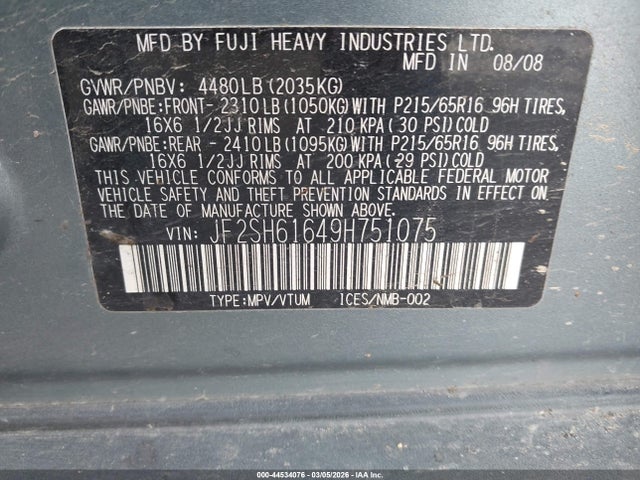 MFD BY FUJI HEAVY INDUSTRIES LTD.
MFD IN 08/08
GVWR/PNBV: 4480LB(2035KG)
GAWR/PNBE:FRONT- 2310LB(1050KG)WITH P215/65R16 96H TIRES,
16X6 1/2JJ RIMS AT 210 KPA(30 PSI)COLD
GAWR/PNBE:REAR - 2410LB(1095KG)WITH P215/65R16 96H TIRES,
16X6 1/2JJ RIMS AT 200 KPA(29 PSI)COLD
THIS VEHICLE CONFORMS TO ALL APPLICABLE FEDERAL MOTOR
VEHICLE SAFETY AND THEFT PREVENTION STANDARDS IN EFFECT ON
THE DATE OF MANUFACTURE SHOWN ABOVE.
VIN: JF2SH61649H751075
TYPE:MPV/VTUM ICES/NMB-002
000-44534076 - 03/05/2026 - IAA Inc.